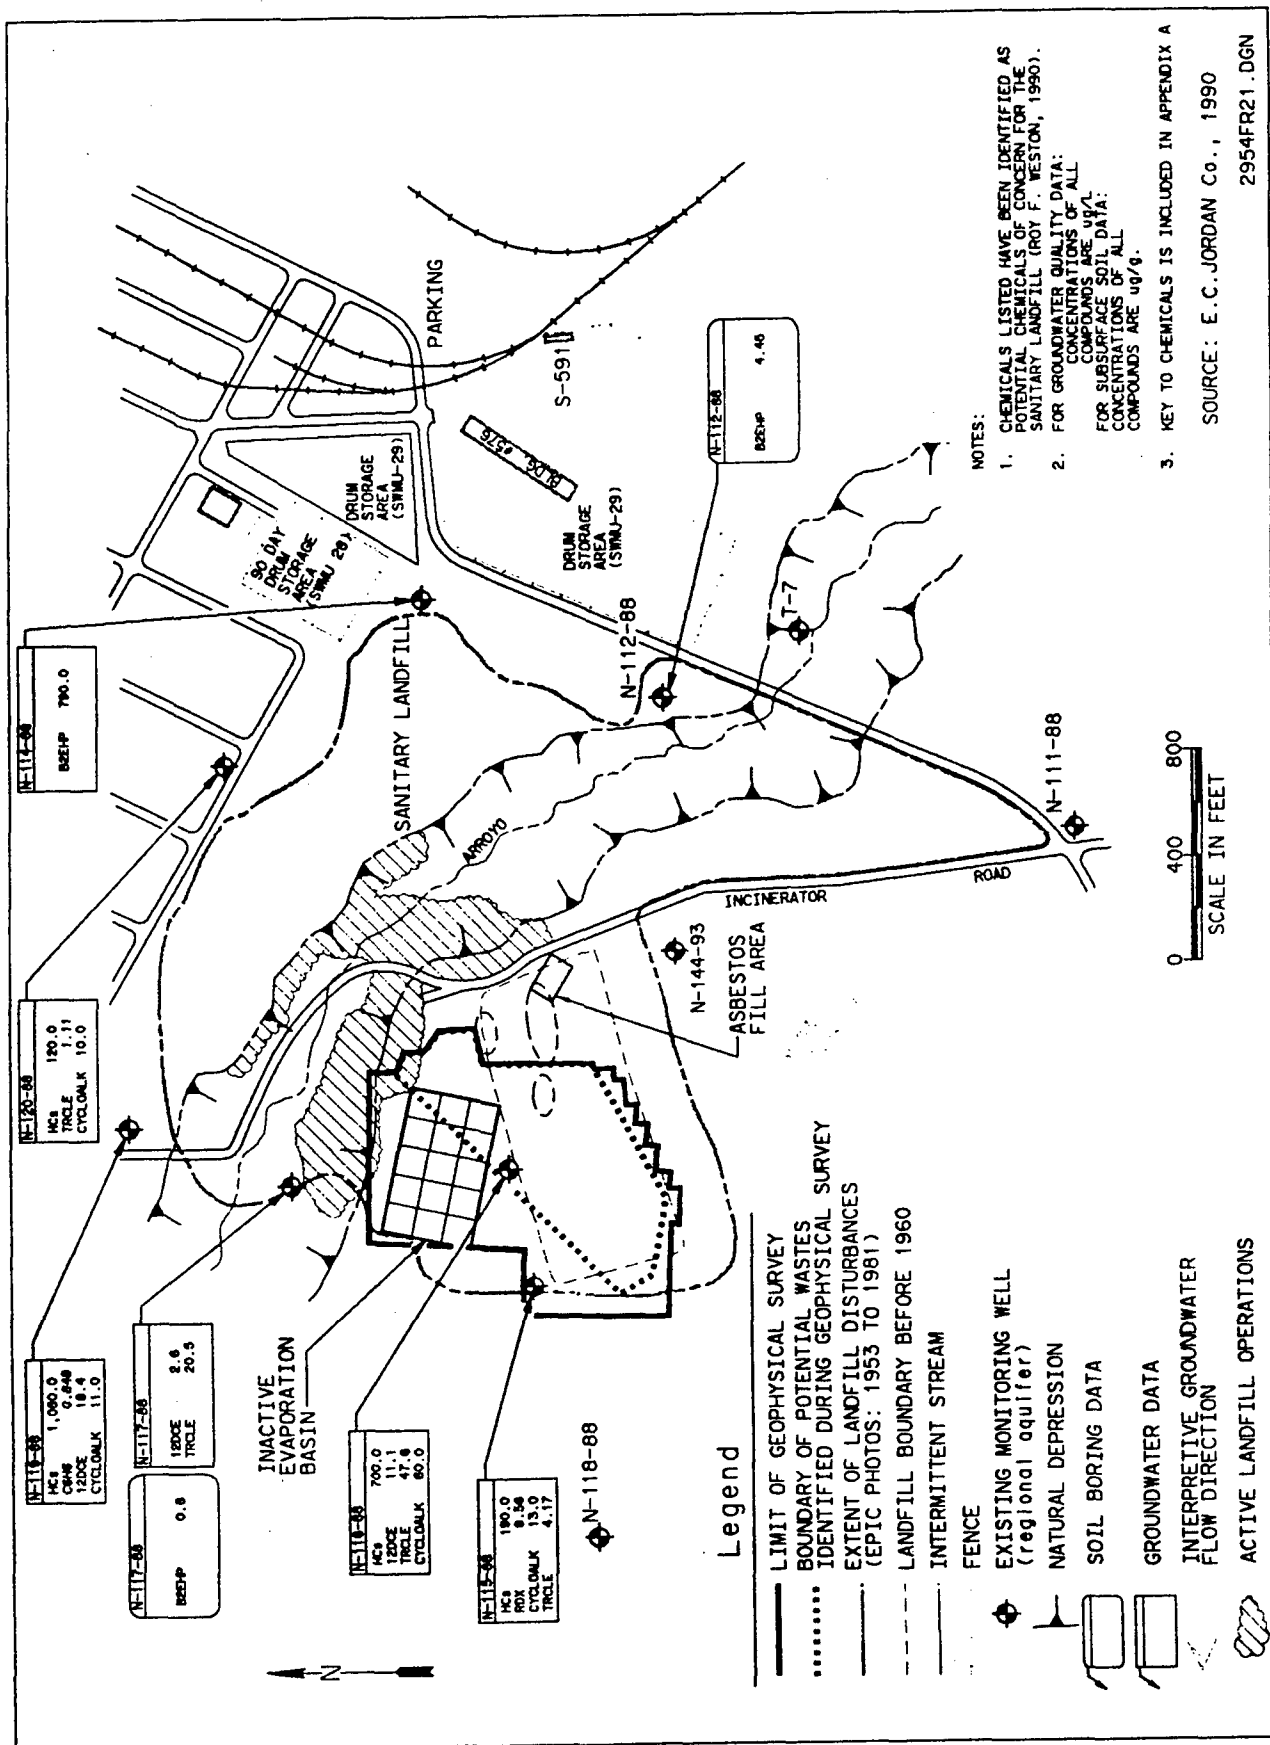 N-116-88
HCs 1,060.0
C6H6 0.849
12DCE 18.4
CYCLOALK 11.0
N-120-88
HCs 120.0
TRCLE 1.11
CYCLOALK 10.0
N-114-88
B2EHP 790.0
N-117-88
B2EHP 0.6
N-117-88
12DCE 2.6
TRCLE 20.5
HCs 700.0
12DCE 11.1
TRCLE 47.6
CYCLOALK 60.0
N-115-88
HCs 190.0
RDX
CYCLOALK 13.0
TRCLE 4.17
N-112-88
B2EHP 4.46
N
INACTIVE
EVAPORATION
BASIN
N-118-88
SANITARY LANDFILL
ARROYO
90 DAY
DRUM
STORAGE
AREA
(SWMU 28)
DRUM
STORAGE
AREA
(SWMU-29)
PARKING
BLDG. #576
S-591
DRUM
STORAGE
AREA
(SWMU-29)
N-112-88
T-7
N-144-93
ASBESTOS
FILL AREA
INCINERATOR
ROAD
N-111-88
0 400 800
SCALE IN FEET
Legend
LIMIT OF GEOPHYSICAL SURVEY
BOUNDARY OF POTENTIAL WASTES
IDENTIFIED DURING GEOPHYSICAL SURVEY
EXTENT OF LANDFILL DISTURBANCES
(EPIC PHOTOS: 1953 TO 1981)
LANDFILL BOUNDARY BEFORE 1960
INTERMITTENT STREAM
FENCE
EXISTING MONITORING WELL
(regional aquifer)
NATURAL DEPRESSION
SOIL BORING DATA
GROUNDWATER DATA
INTERPRETIVE GROUNDWATER
FLOW DIRECTION
ACTIVE LANDFILL OPERATIONS
NOTES:
1. CHEMICALS LISTED HAVE BEEN IDENTIFIED AS
POTENTIAL CHEMICALS OF CONCERN FOR THE
SANITARY LANDFILL (ROY F. WESTON, 1990).
2. FOR GROUNDWATER QUALITY DATA:
CONCENTRATIONS OF ALL
COMPOUNDS ARE ug/L
FOR SUBSURFACE SOIL DATA:
CONCENTRATIONS OF ALL
COMPOUNDS ARE ug/g.
3. KEY TO CHEMICALS IS INCLUDED IN APPENDIX A
SOURCE: E.C.JORDAN Co., 1990
2954FR21.DGN